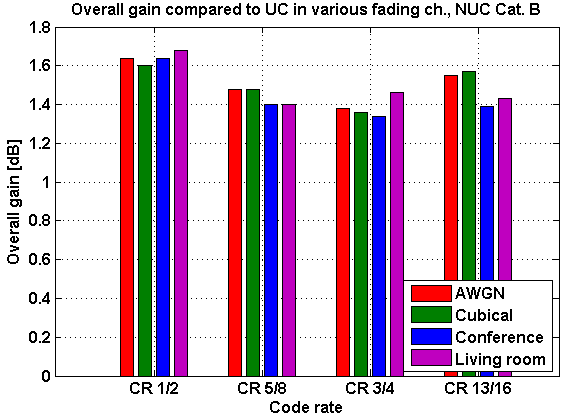 Overall gain compared to UC in various fading ch., NUC Cat. B
Overall gain [dB]
1.8
1.6
1.4
1.2
1
0.8
0.6
0.4
0.2
0
AWGN
Cubical
Conference
Living room
CR 1/2 CR 5/8 CR 3/4 CR 13/16
Code rate